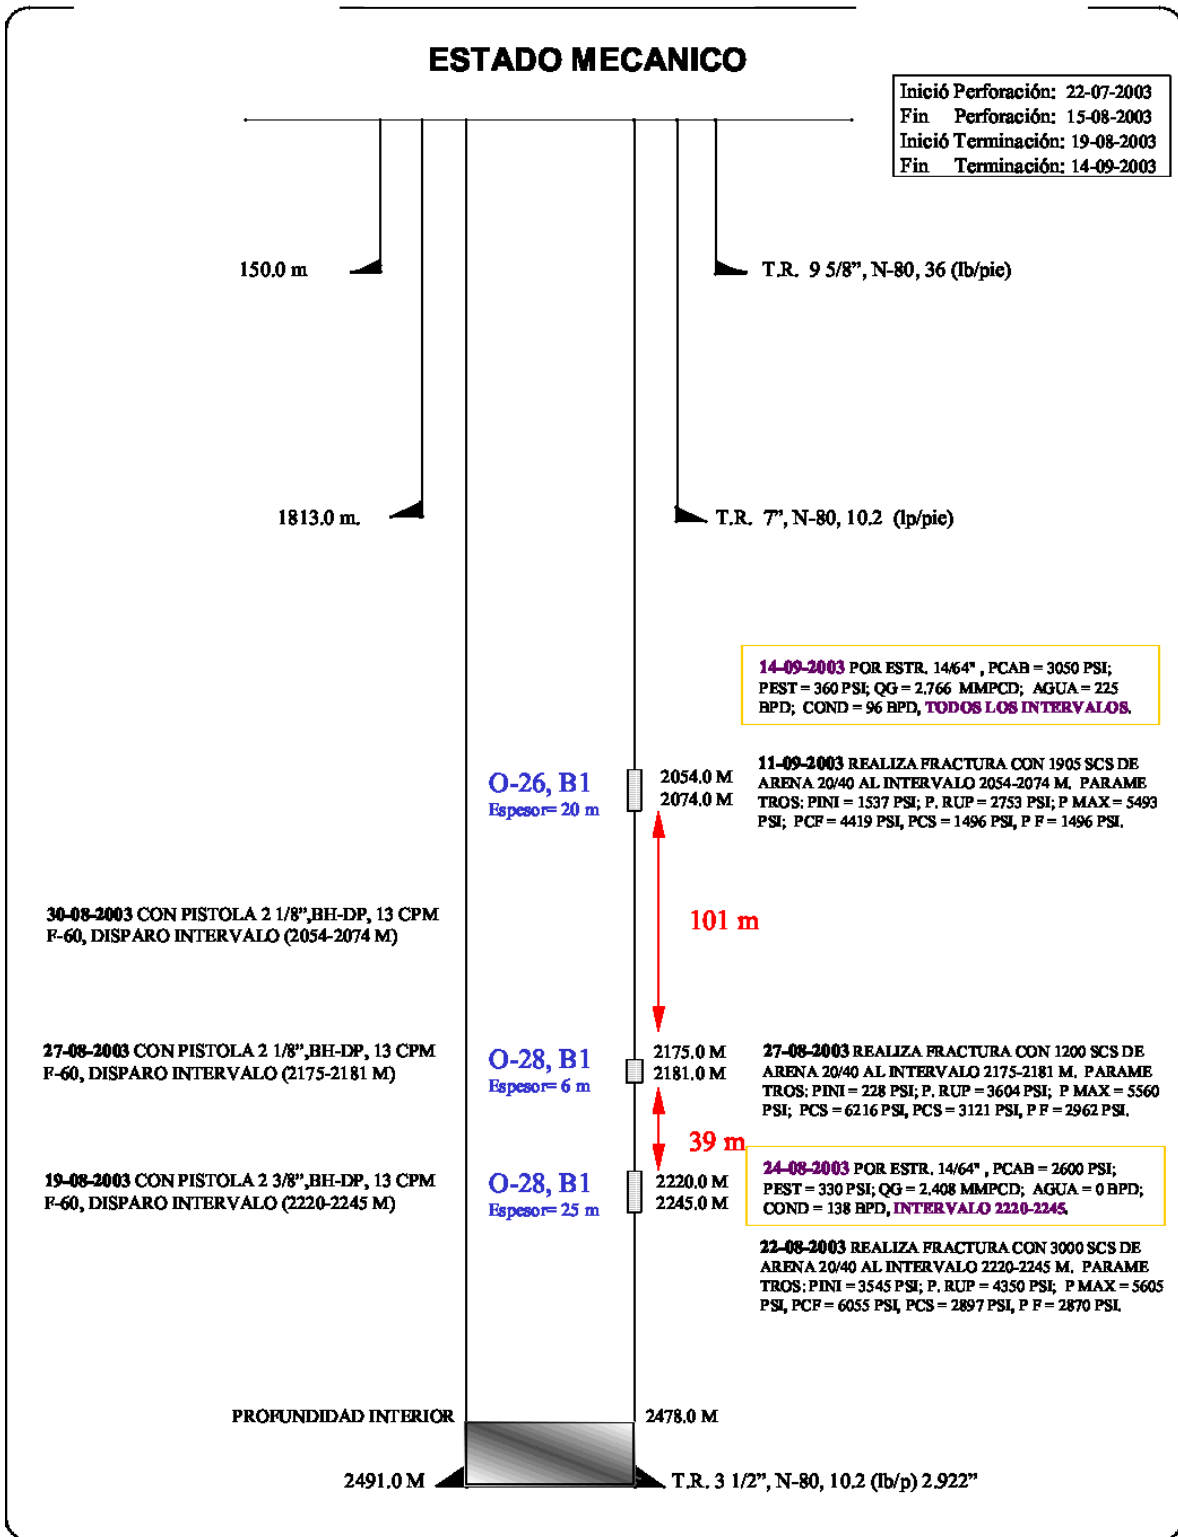 ESTADO MECANICO
Inició Perforación: 22-07-2003
Fin Perforación: 15-08-2003
Inició Terminación: 19-08-2003
Fin Terminación: 14-09-2003
150.0 m
T.R. 9 5/8”, N-80, 36 (lb/pie)
1813.0 m.
T.R. 7”, N-80, 10.2 (lp/pie)
14-09-2003 POR ESTR. 14/64" , PCAB = 3050 PSI;
PEST = 360 PSI; QG = 2.766 MMPCD; AGUA = 225
BPD; COND = 96 BPD, TODOS LOS INTERVALOS.
O-26, B1
Espesor= 20 m
2054.0 M
2074.0 M
11-09-2003 REALIZA FRACTURA CON 1905 SCS DE
ARENA 20/40 AL INTERVALO 2054-2074 M. PARAME
TROS: PINI = 1537 PSI; P. RUP = 2753 PSI; P MAX = 5493
PSI; PCF = 4419 PSI, PCS = 1496 PSI, P F = 1496 PSI.
30-08-2003 CON PISTOLA 2 1/8”,BH-DP, 13 CPM
F-60, DISPARO INTERVALO (2054-2074 M)
101 m
27-08-2003 CON PISTOLA 2 1/8”,BH-DP, 13 CPM
F-60, DISPARO INTERVALO (2175-2181 M)
O-28, B1
Espesor= 6 m
2175.0 M
2181.0 M
27-08-2003 REALIZA FRACTURA CON 1200 SCS DE
ARENA 20/40 AL INTERVALO 2175-2181 M. PARAME
TROS: PINI = 228 PSI; P. RUP = 3604 PSI; P MAX = 5560
PSI; PCS = 6216 PSI, PCS = 3121 PSI, P F = 2962 PSI.
39 m
19-08-2003 CON PISTOLA 2 3/8”,BH-DP, 13 CPM
F-60, DISPARO INTERVALO (2220-2245 M)
O-28, B1
Espesor= 25 m
2220.0 M
2245.0 M
24-08-2003 POR ESTR. 14/64" , PCAB = 2600 PSI;
PEST = 330 PSI; QG = 2.408 MMPCD; AGUA = 0 BPD;
COND = 138 BPD, INTERVALO 2220-2245.
22-08-2003 REALIZA FRACTURA CON 3000 SCS DE
ARENA 20/40 AL INTERVALO 2220-2245 M. PARAME
TROS: PINI = 3545 PSI; P. RUP = 4350 PSI; P MAX = 5605
PSI, PCF = 6055 PSI, PCS = 2897 PSI, P F = 2870 PSI.
PROFUNDIDAD INTERIOR
2478.0 M
2491.0 M
T.R. 3 1/2”, N-80, 10.2 (lb/p) 2.922”